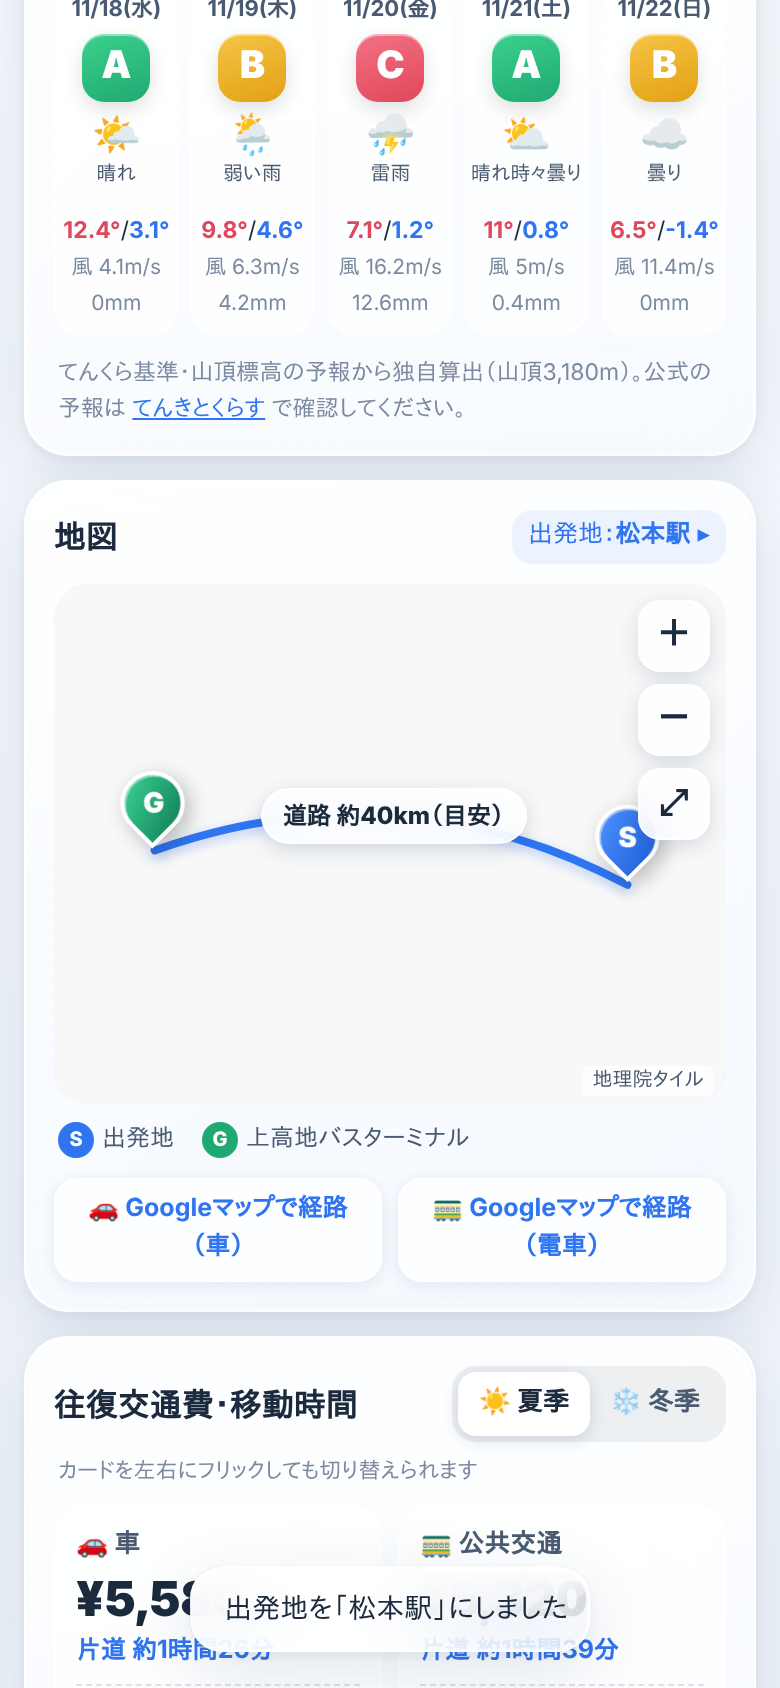 11/18(水) 11/19(木) 11/20(金) 11/21(土) 11/22(日)
A B C A B
晴れ 弱い雨 雷雨 晴れ時々曇り 曇り
12.4°/3.1° 9.8°/4.6° 7.1°/1.2° 11°/0.8° 6.5°/-1.4°
風 4.1m/s 風 6.3m/s 風 16.2m/s 風 5m/s 風 11.4m/s
0mm 4.2mm 12.6mm 0.4mm 0mm
てんくら基準・山頂標高の予報から独自算出（山頂3,180m）。公式の
予報は てんきとくらす で確認してください。
地図 出発地：松本駅 ▸
G 道路 約40km（目安） S
地理院タイル
S 出発地 G 上高地バスターミナル
Googleマップで経路
（車）
Googleマップで経路
（電車）
往復交通費・移動時間 夏季 冬季
カードを左右にフリックしても切り替えられます
車 公共交通
¥5,58
出発地を「松本駅」にしました
片道 約1時間26分 片道 約1時間39分